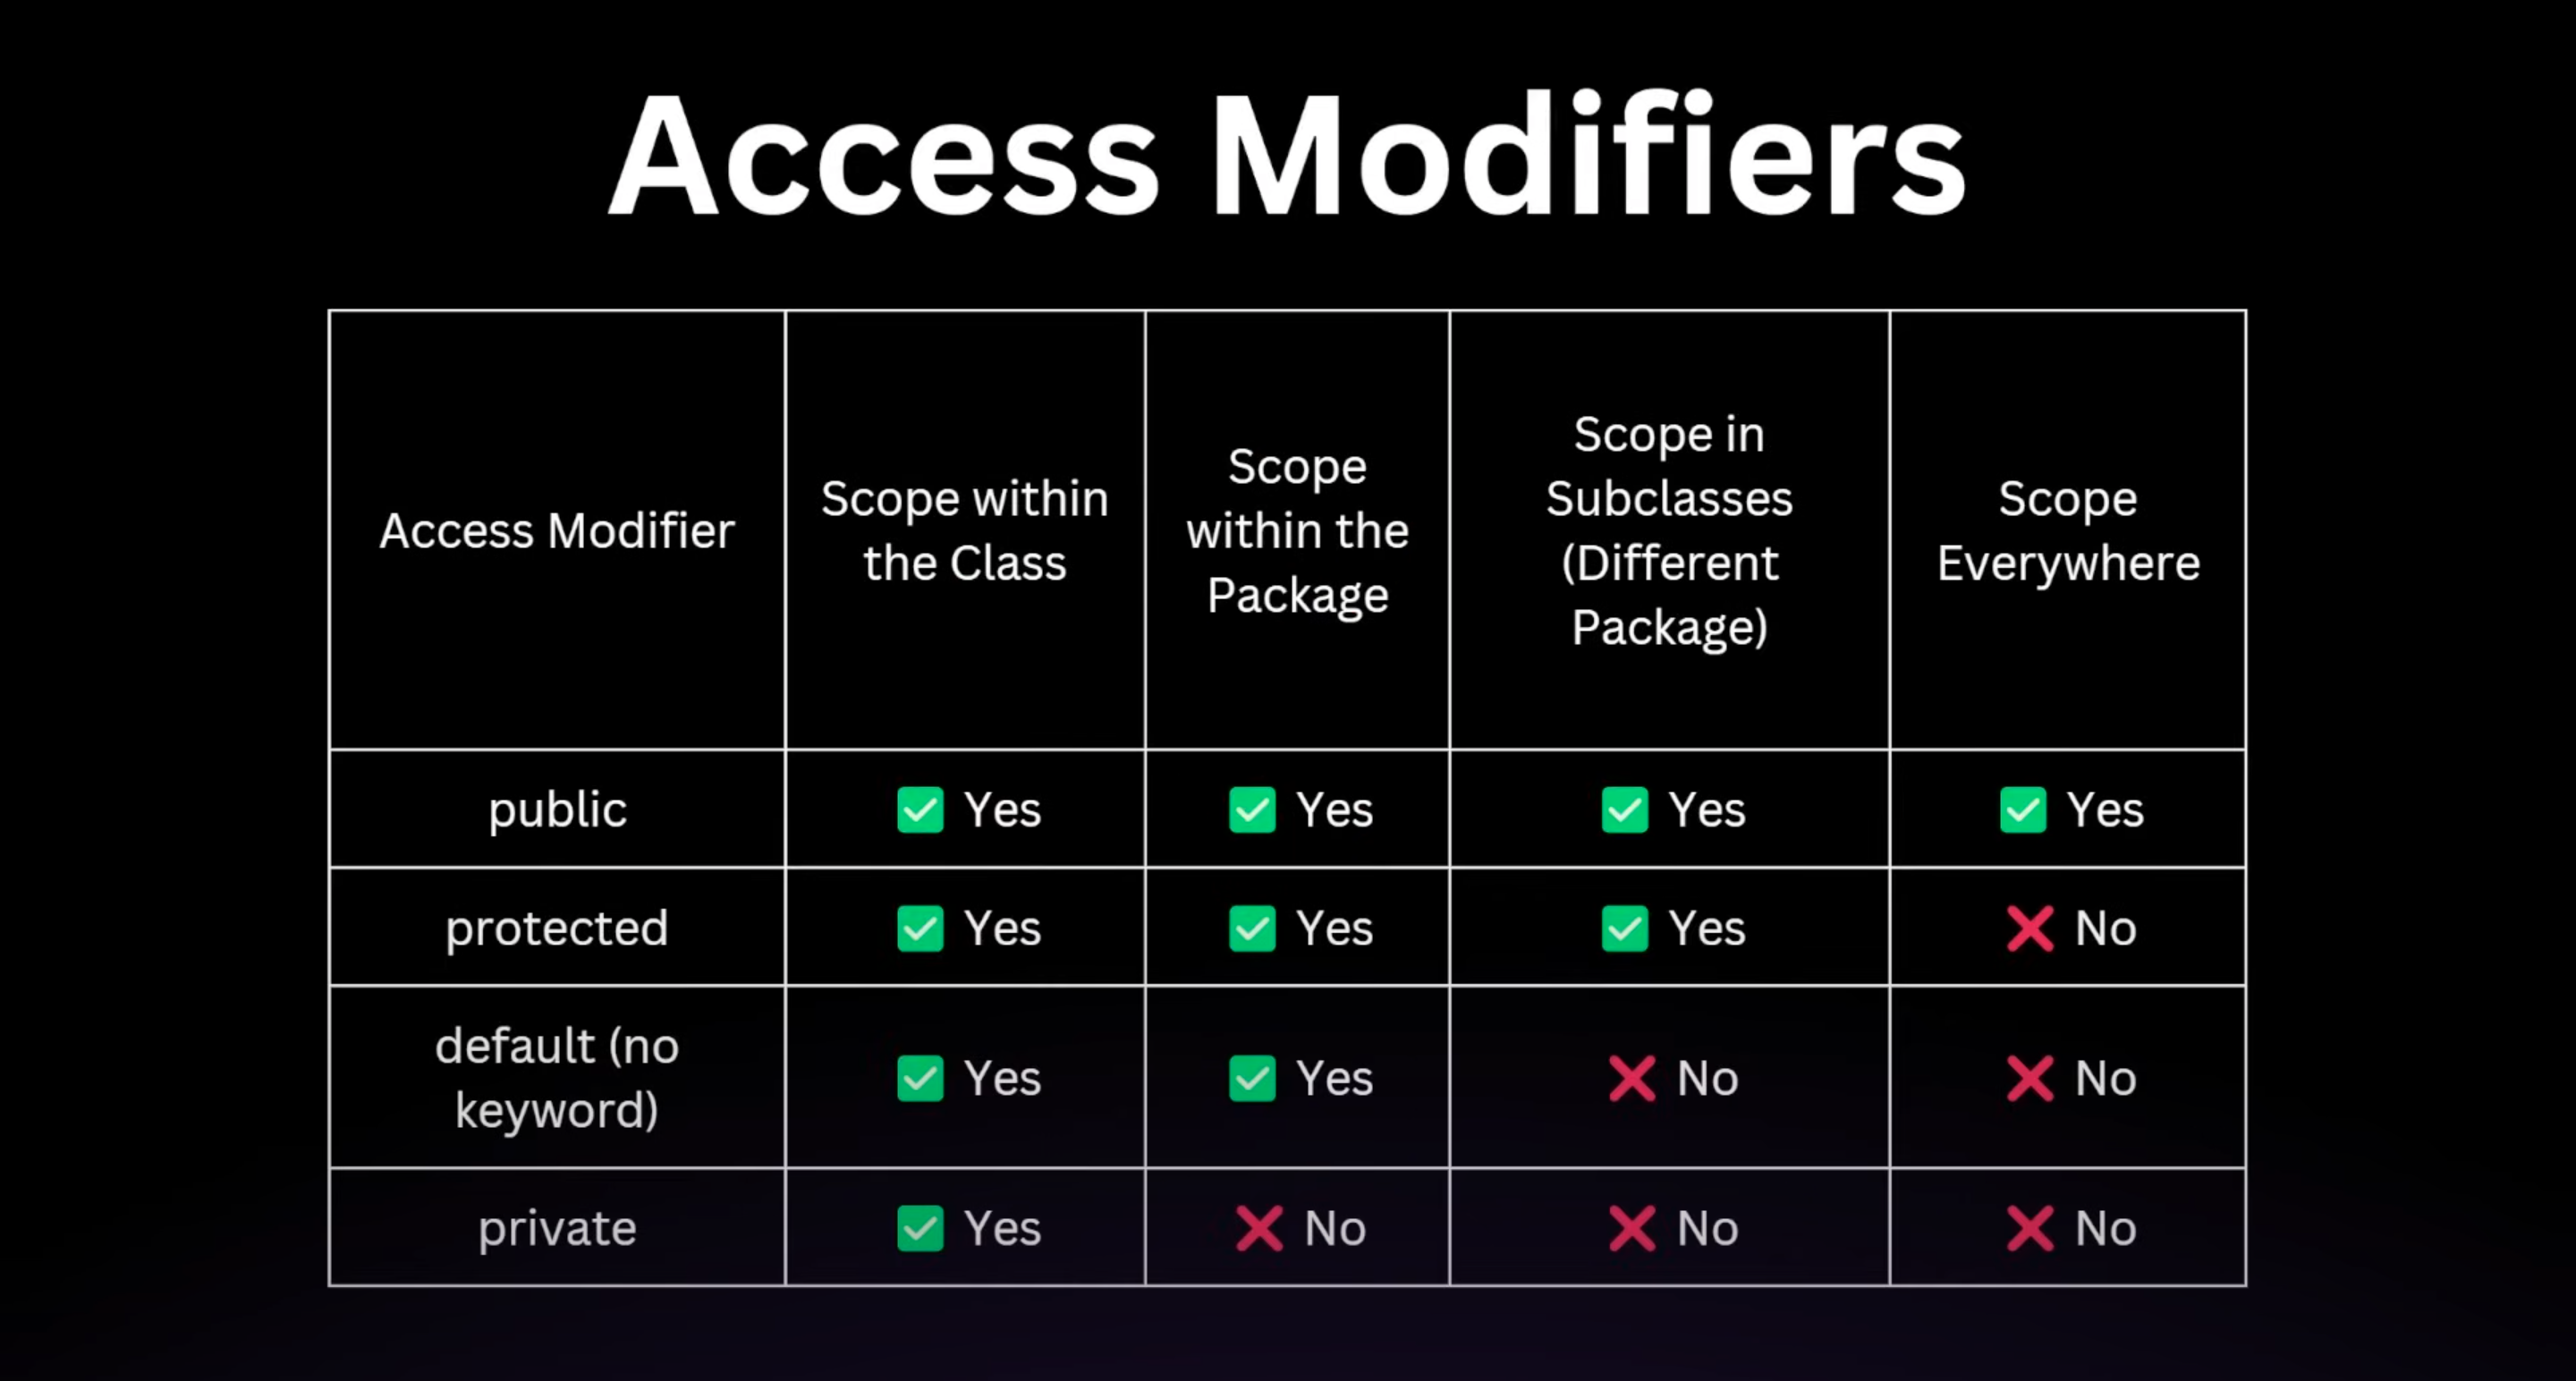 Access Modifiers
Access Modifier
Scope within
the Class
Scope
within the
Package
Scope in
Subclasses
(Different
Package)
Scope
Everywhere
public
✅ Yes
✅ Yes
✅ Yes
✅ Yes
protected
✅ Yes
✅ Yes
✅ Yes
❌ No
default (no
keyword)
✅ Yes
✅ Yes
❌ No
❌ No
private
✅ Yes
❌ No
❌ No
❌ No